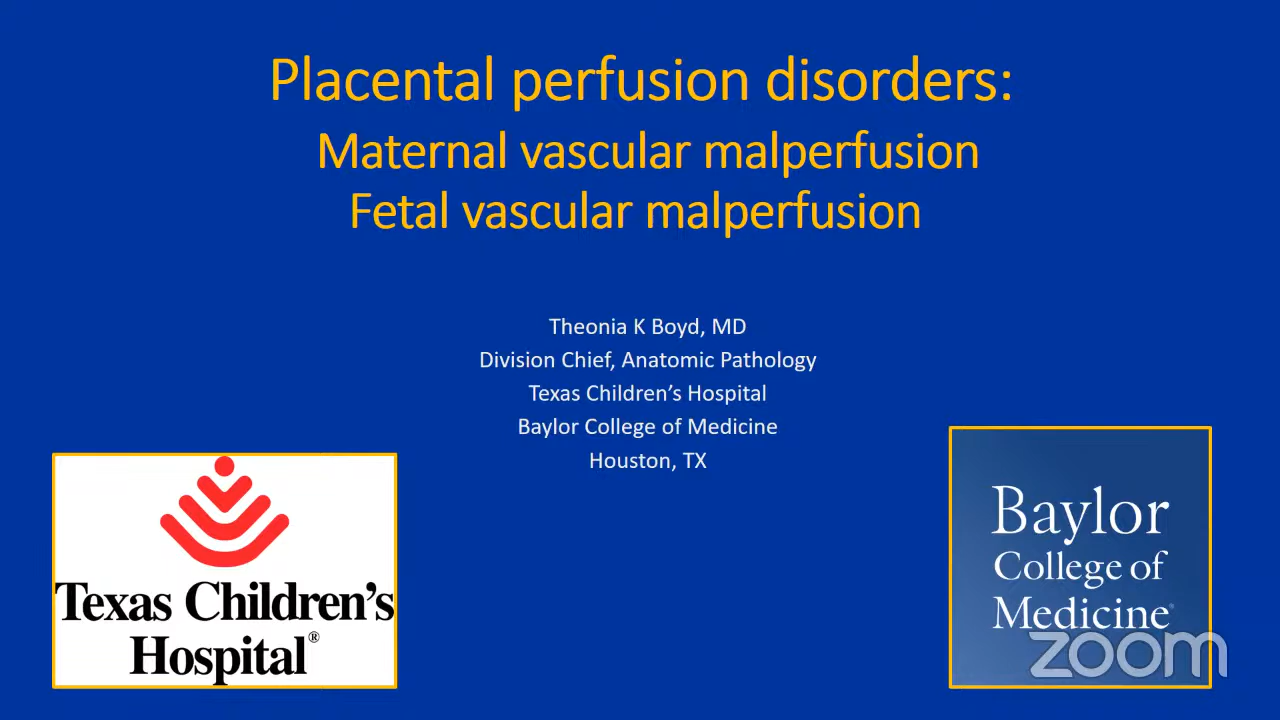 Placental perfusion disorders:
Maternal vascular malperfusion
Fetal vascular malperfusion
Theonia K Boyd, MD
Division Chief, Anatomic Pathology
Texas Children's Hospital
Baylor College of Medicine
Houston, TX
Texas Children's
Hospital®
Baylor
College of
Medicine®
zoom